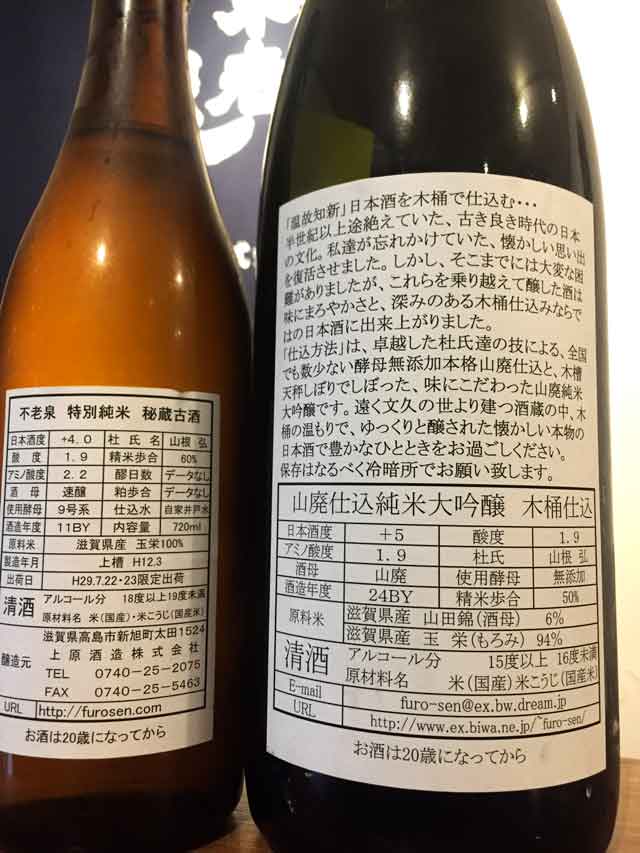 不老泉 特別純米 秘蔵古酒
日本酒度 +4.0 杜氏名 山根 弘
酸度 1.9 精米歩合 60%
アミノ酸度 2.2 醪日数 データなし
酒母 速醸 粕歩合 データなし
使用酵母 9号系 仕込水 自家井戸水
酒造年度 11BY 内容量 720ml
原料米 滋賀県産 玉栄100%
製造年月 上槽 H12.3
出荷日 H29.7.22・23限定出荷
清酒 アルコール分 18度以上19度未満
原材料名 米(国産)・米こうじ(国産米)
醸造元 滋賀県高島市新旭町太田1524
上原酒造株式会社
TEL 0740-25-2075
FAX 0740-25-5463
URL http://furosen.com
お酒は20歳になってから
「温故知新」日本酒を木桶で仕込む・・・
半世紀以上途絶えていた、古き良き時代の日本
の文化。私達が忘れかけていた、懐かしい思い出
を復活させました。しかし、そこまでには大変な困
難がありましたが、これらを乗り越えて醸した酒は
味にまろやかさと、深みのある木桶仕込みならで
はの日本酒に出来上がりました。
「仕込方法」は、卓越した杜氏達の技による、全国
でも数少ない酵母無添加本格山廃仕込と、木槽
天秤しぼりでしぼった、味にこだわった山廃純米
大吟醸です。遠く文久の世より建つ酒蔵の中、木
桶の温もりで、ゆっくりと醸された懐かしい本物の
日本酒で豊かなひとときをお過ごしください。
保存はなるべく冷暗所でお願い致します。
山廃仕込純米大吟醸 木桶仕込
日本酒度 +5 酸度 1.9
アミノ酸度 1.9 杜氏 山根 弘
酒母 山廃 使用酵母 無添加
酒造年度 24BY 精米歩合 50%
原料米 滋賀県産 山田錦(酒母) 6%
滋賀県産 玉 栄(もろみ) 94%
清酒 アルコール分 15度以上 16度未満
原材料名 米(国産)米こうじ(国産米)
E-mail furo-sen@ex.bw.dream.jp
URL http://www.ex.biwa.ne.jp/~furo-sen/
お酒は20歳になってから